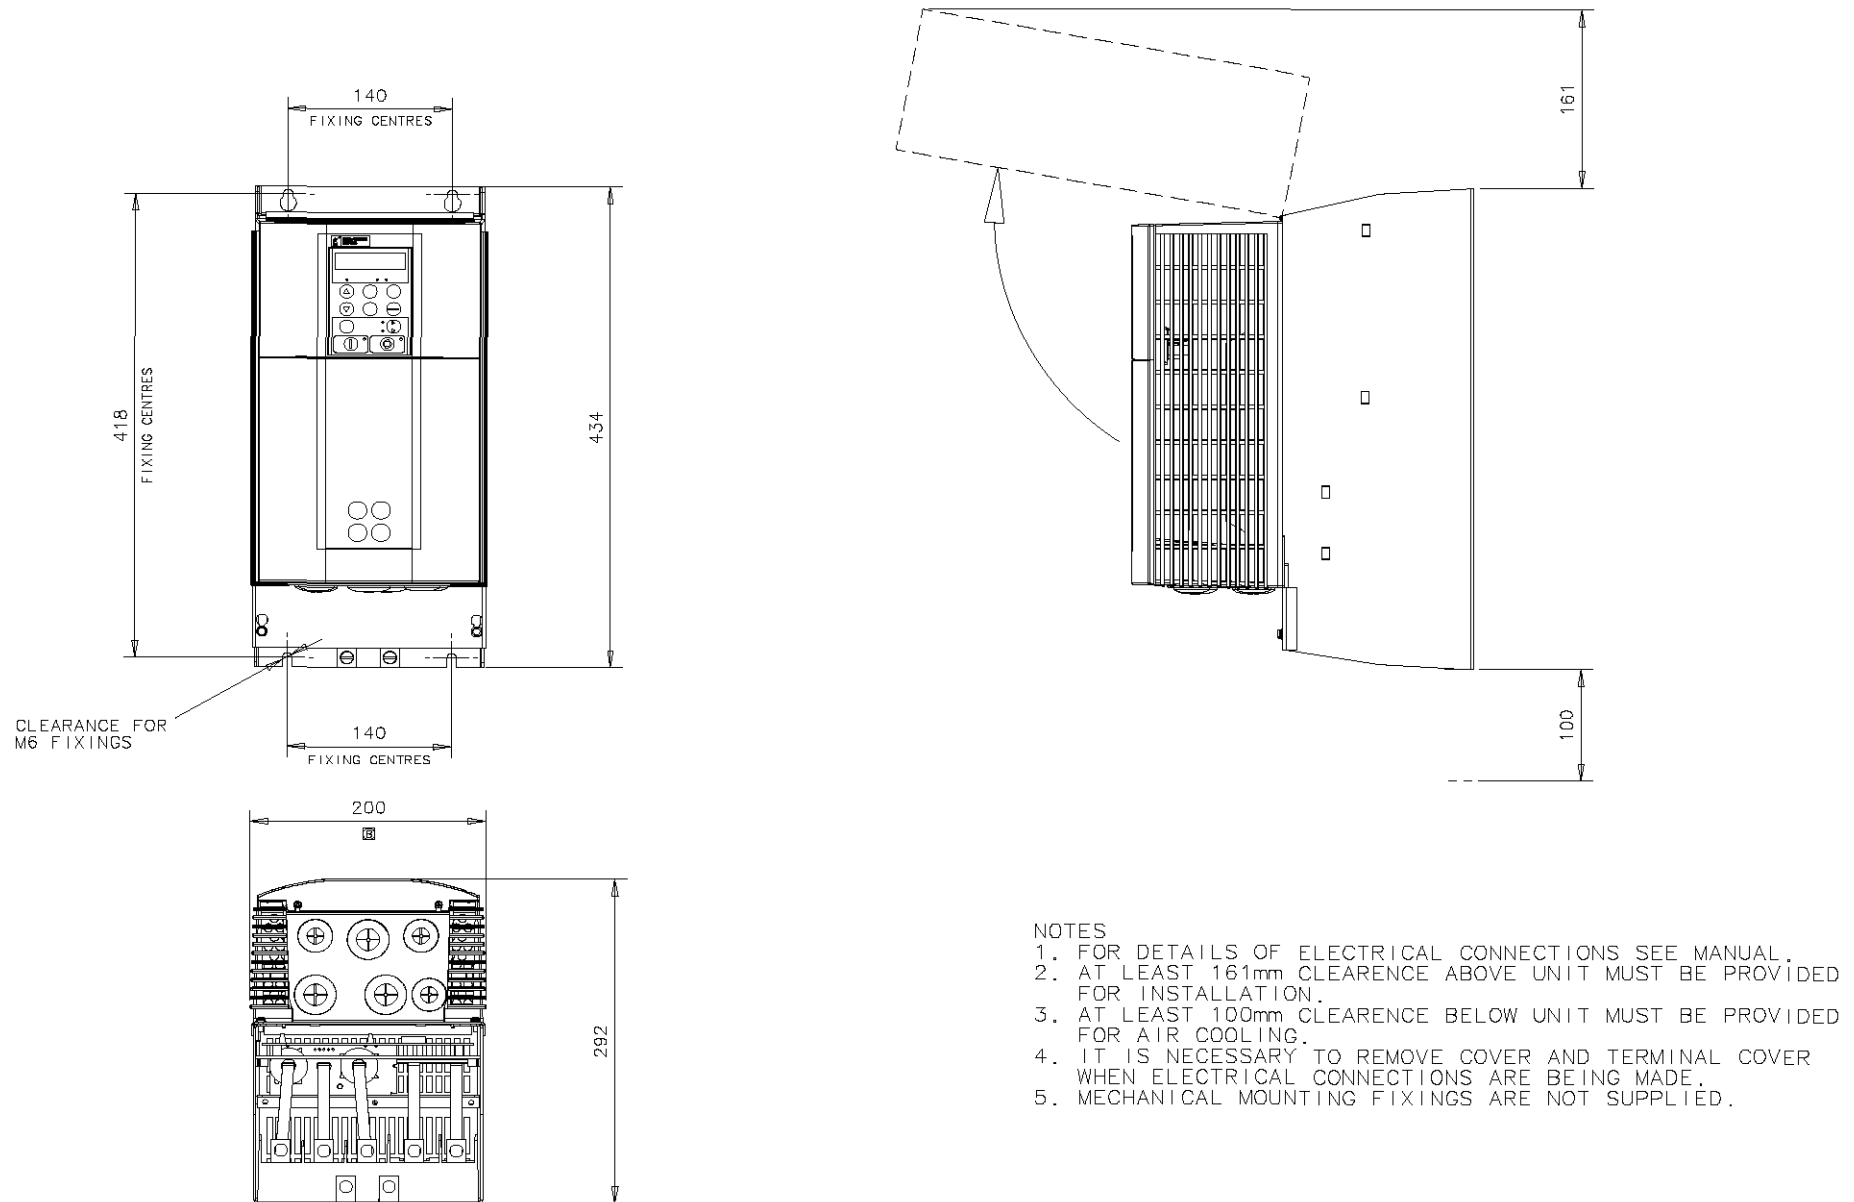 140
FIXING CENTRES
161
418
FIXING CENTRES
434
CLEARANCE FOR
M6 FIXINGS
140
FIXING CENTRES
100
200
B
292
NOTES
1. FOR DETAILS OF ELECTRICAL CONNECTIONS SEE MANUAL.
2. AT LEAST 161mm CLEARENCE ABOVE UNIT MUST BE PROVIDED
FOR INSTALLATION.
3. AT LEAST 100mm CLEARENCE BELOW UNIT MUST BE PROVIDED
FOR AIR COOLING.
4. IT IS NECESSARY TO REMOVE COVER AND TERMINAL COVER
WHEN ELECTRICAL CONNECTIONS ARE BEING MADE.
5. MECHANICAL MOUNTING FIXINGS ARE NOT SUPPLIED.